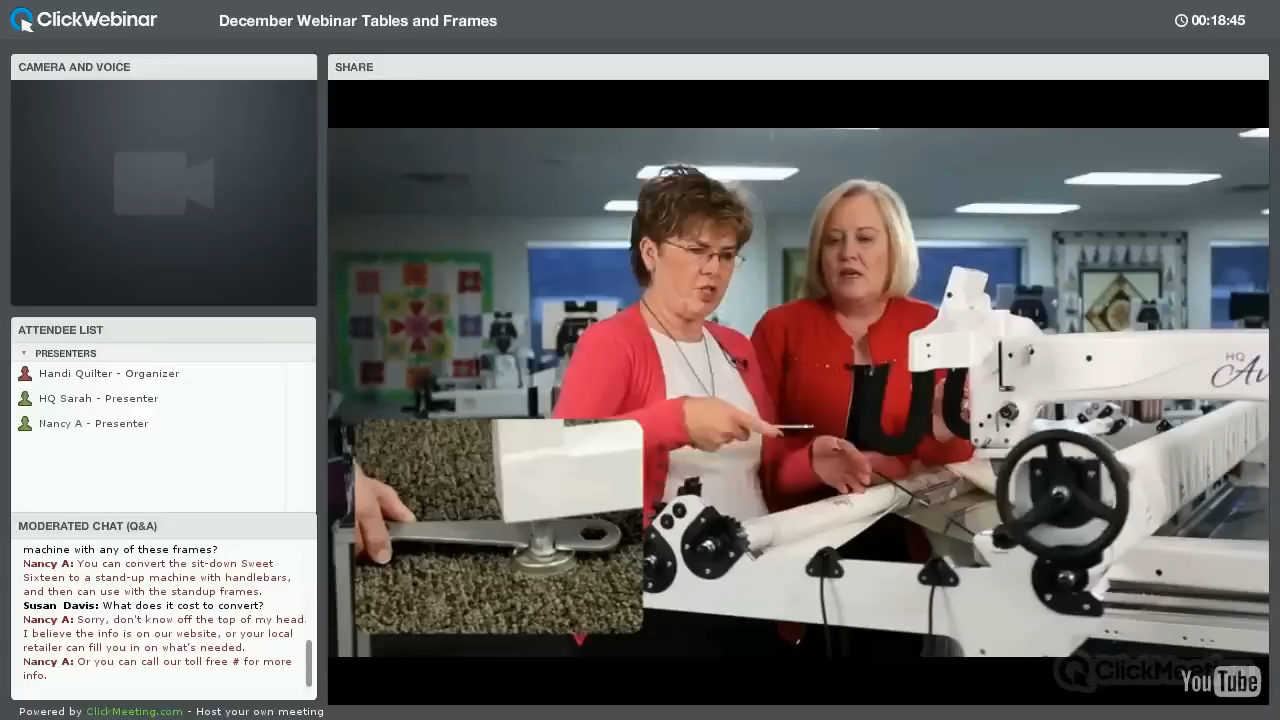 ClickWebinar
December Webinar Tables and Frames
00:18:45
CAMERA AND VOICE
SHARE
ATTENDEE LIST
PRESENTERS
Handi Quilter - Organizer
HQ Sarah - Presenter
Nancy A - Presenter
MODERATED CHAT (Q&A)
machine with any of these frames?
Nancy A: You can convert the sit-down Sweet
Sixteen to a stand-up machine with handlebars,
and then can use with the standup frames.
Susan Davis: What does it cost to convert?
Nancy A: Sorry, don't know off the top of my head.
I believe the info is on our website, or your local
retailer can fill you in on what's needed.
Nancy A: Or you can call our toll free # for more
info.
HQ
Av
ClickMeeting
YouTube
Powered by ClickMeeting.com - Host your own meeting